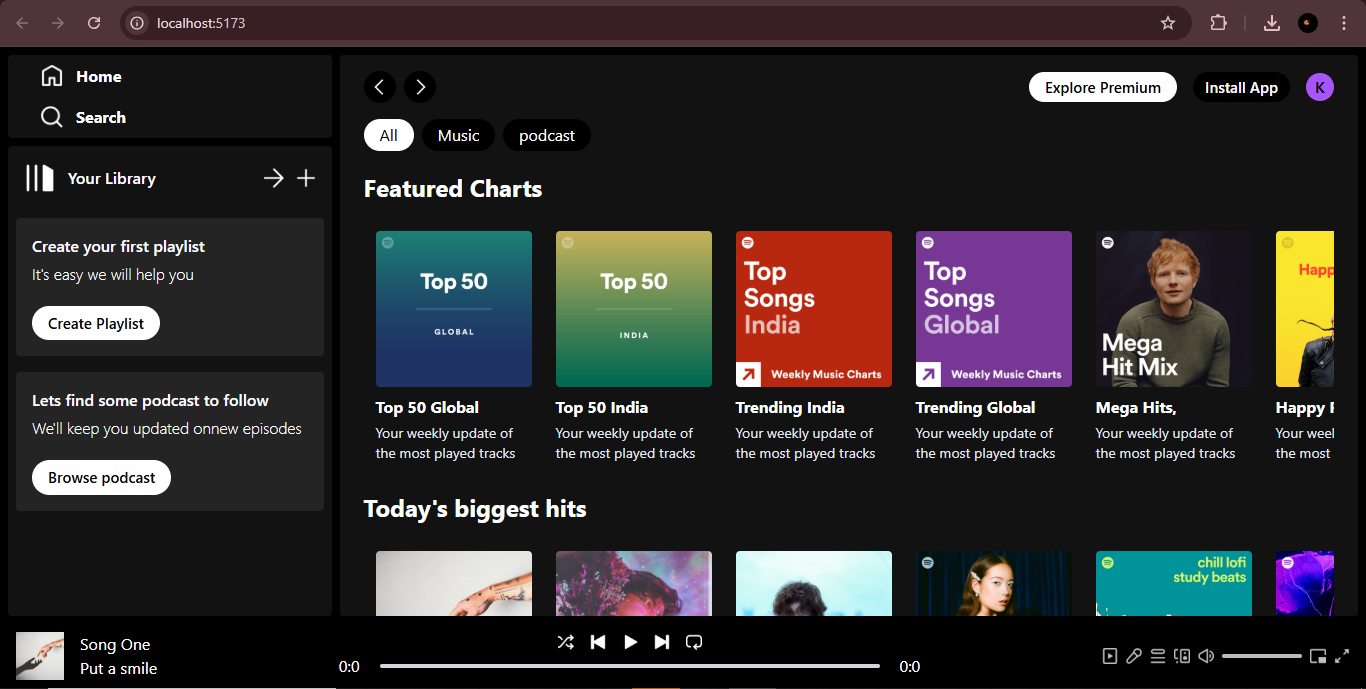 localhost:5173
Home
Search
Your Library
Create your first playlist
It's easy we will help you
Create Playlist
Lets find some podcast to follow
We'll keep you updated onnew episodes
Browse podcast
Explore Premium
Install App
K
All
Music
podcast
Featured Charts
Top 50
GLOBAL
Top 50 Global
Your weekly update of
the most played tracks
Top 50
INDIA
Top 50 India
Your weekly update of
the most played tracks
Top
Songs
India
Weekly Music Charts
Trending India
Your weekly update of
the most played tracks
Top
Songs
Global
Weekly Music Charts
Trending Global
Your weekly update of
the most played tracks
Mega
Hit Mix
Mega Hits,
Your weekly update of
the most played tracks
Happ
Happy
Your weel
the most
Today's biggest hits
chill lofi
study beats
Song One
Put a smile
0:0
0:0